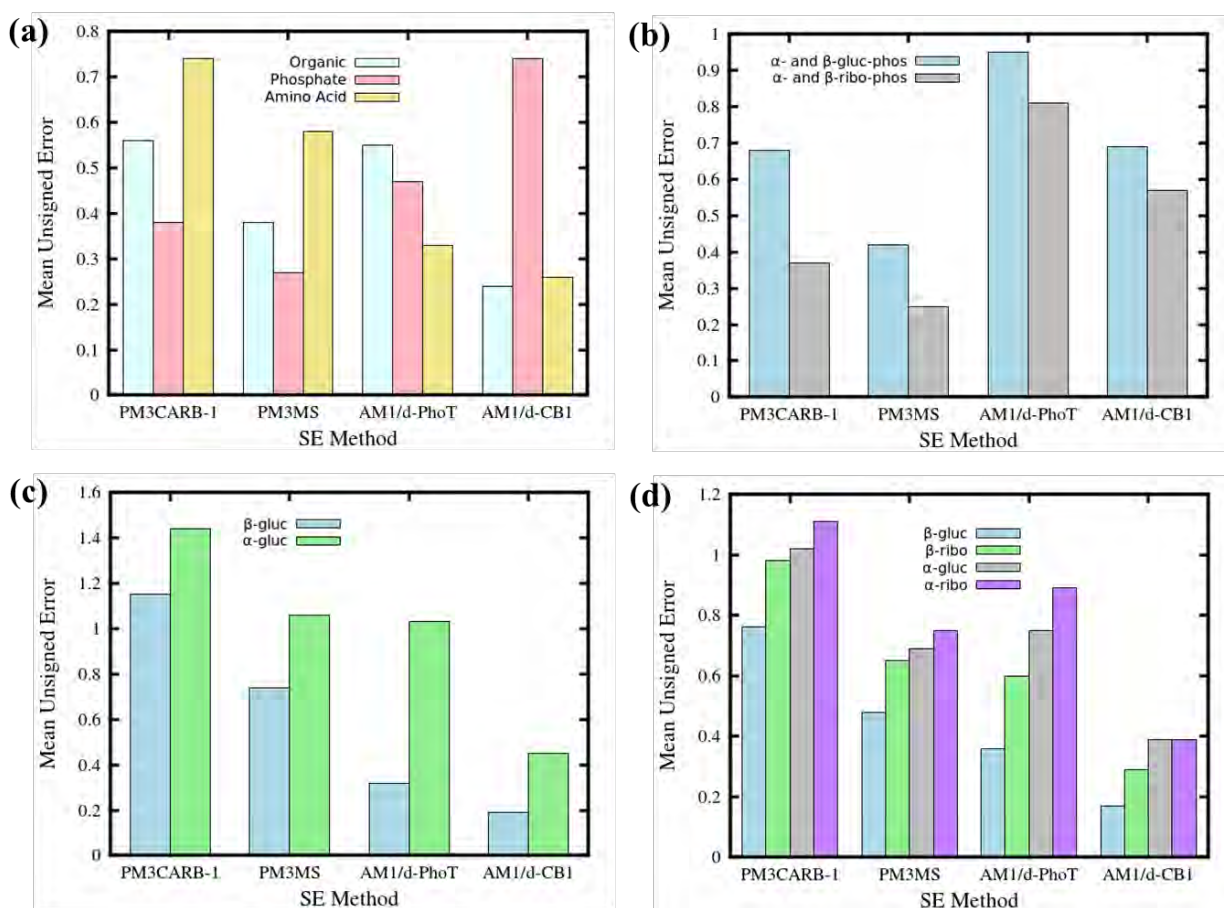 (a)
Mean Unsigned Error
0.8
0.7
0.6
0.5
0.4
0.3
0.2
0.1
0
Organic
Phosphate
Amino Acid
PM3CARB-1 PM3MS AM1/d-PhoT AM1/d-CB1
SE Method
(b)
Mean Unsigned Error
1
0.9
0.8
0.7
0.6
0.5
0.4
0.3
0.2
0.1
0
α- and β-gluc-phos
α- and β-ribo-phos
PM3CARB-1 PM3MS AM1/d-PhoT AM1/d-CB1
SE Method
(c)
Mean Unsigned Error
1.6
1.4
1.2
1
0.8
0.6
0.4
0.2
0
β-gluc
α-gluc
PM3CARB-1 PM3MS AM1/d-PhoT AM1/d-CB1
SE Method
(d)
Mean Unsigned Error
1.2
1
0.8
0.6
0.4
0.2
0
β-gluc
β-ribo
α-gluc
α-ribo
PM3CARB-1 PM3MS AM1/d-PhoT AM1/d-CB1
SE Method